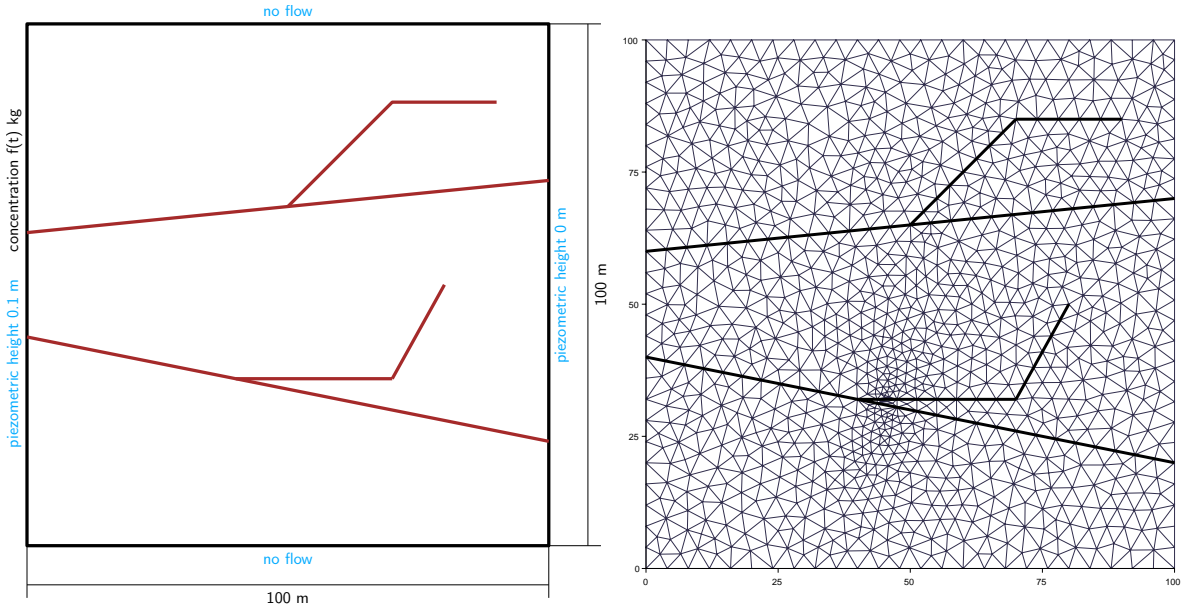 no flow
concentration f(t) kg
piezometric height 0.1 m
piezometric height 0 m
100 m
no flow
100 m
100
75
50
25
0
0
25
50
75
100